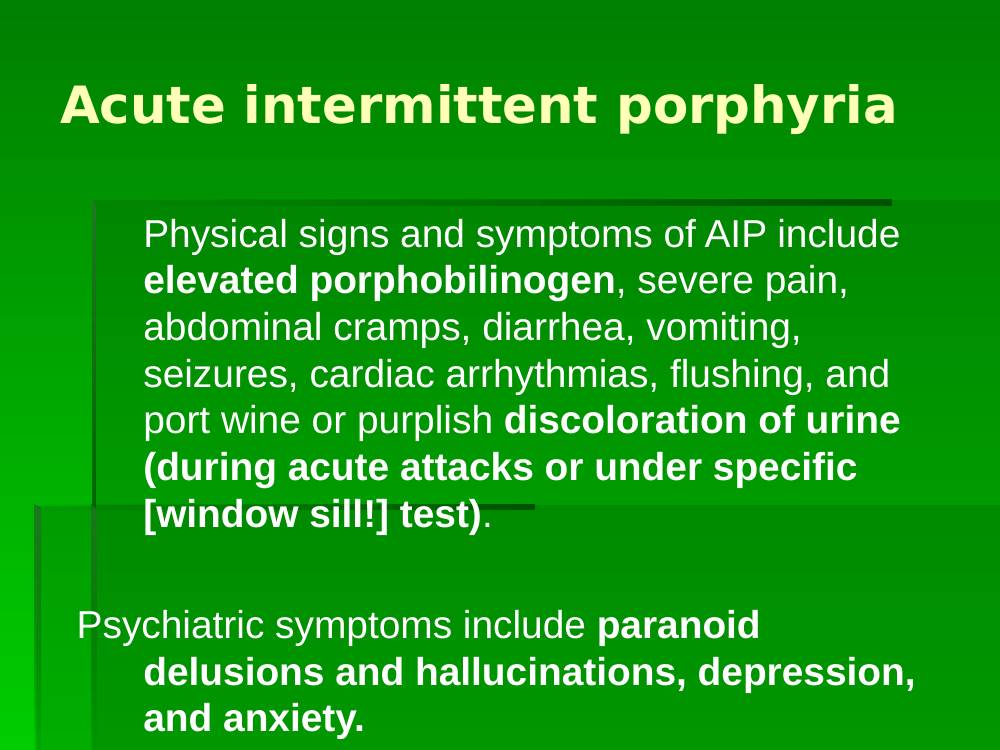 Acute intermittent porphyria
Physical signs and symptoms of AIP include
elevated porphobilinogen, severe pain,
abdominal cramps, diarrhea, vomiting,
seizures, cardiac arrhythmias, flushing, and
port wine or purplish discoloration of urine
(during acute attacks or under specific
[window sill!] test).
Psychiatric symptoms include paranoid
delusions and hallucinations, depression,
and anxiety.